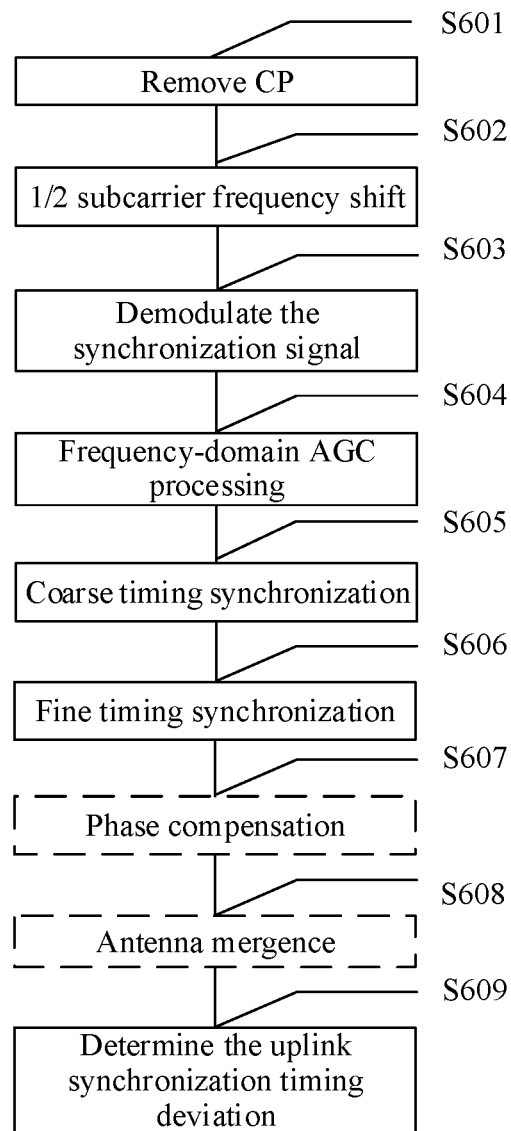 S601
Remove CP
S602
1/2 subcarrier frequency shift
S603
Demodulate the
synchronization signal
S604
Frequency-domain AGC
processing
S605
Coarse timing synchronization
S606
Fine timing synchronization
S607
Phase compensation
S608
Antenna mergence
S609
Determine the uplink
synchronization timing
deviation